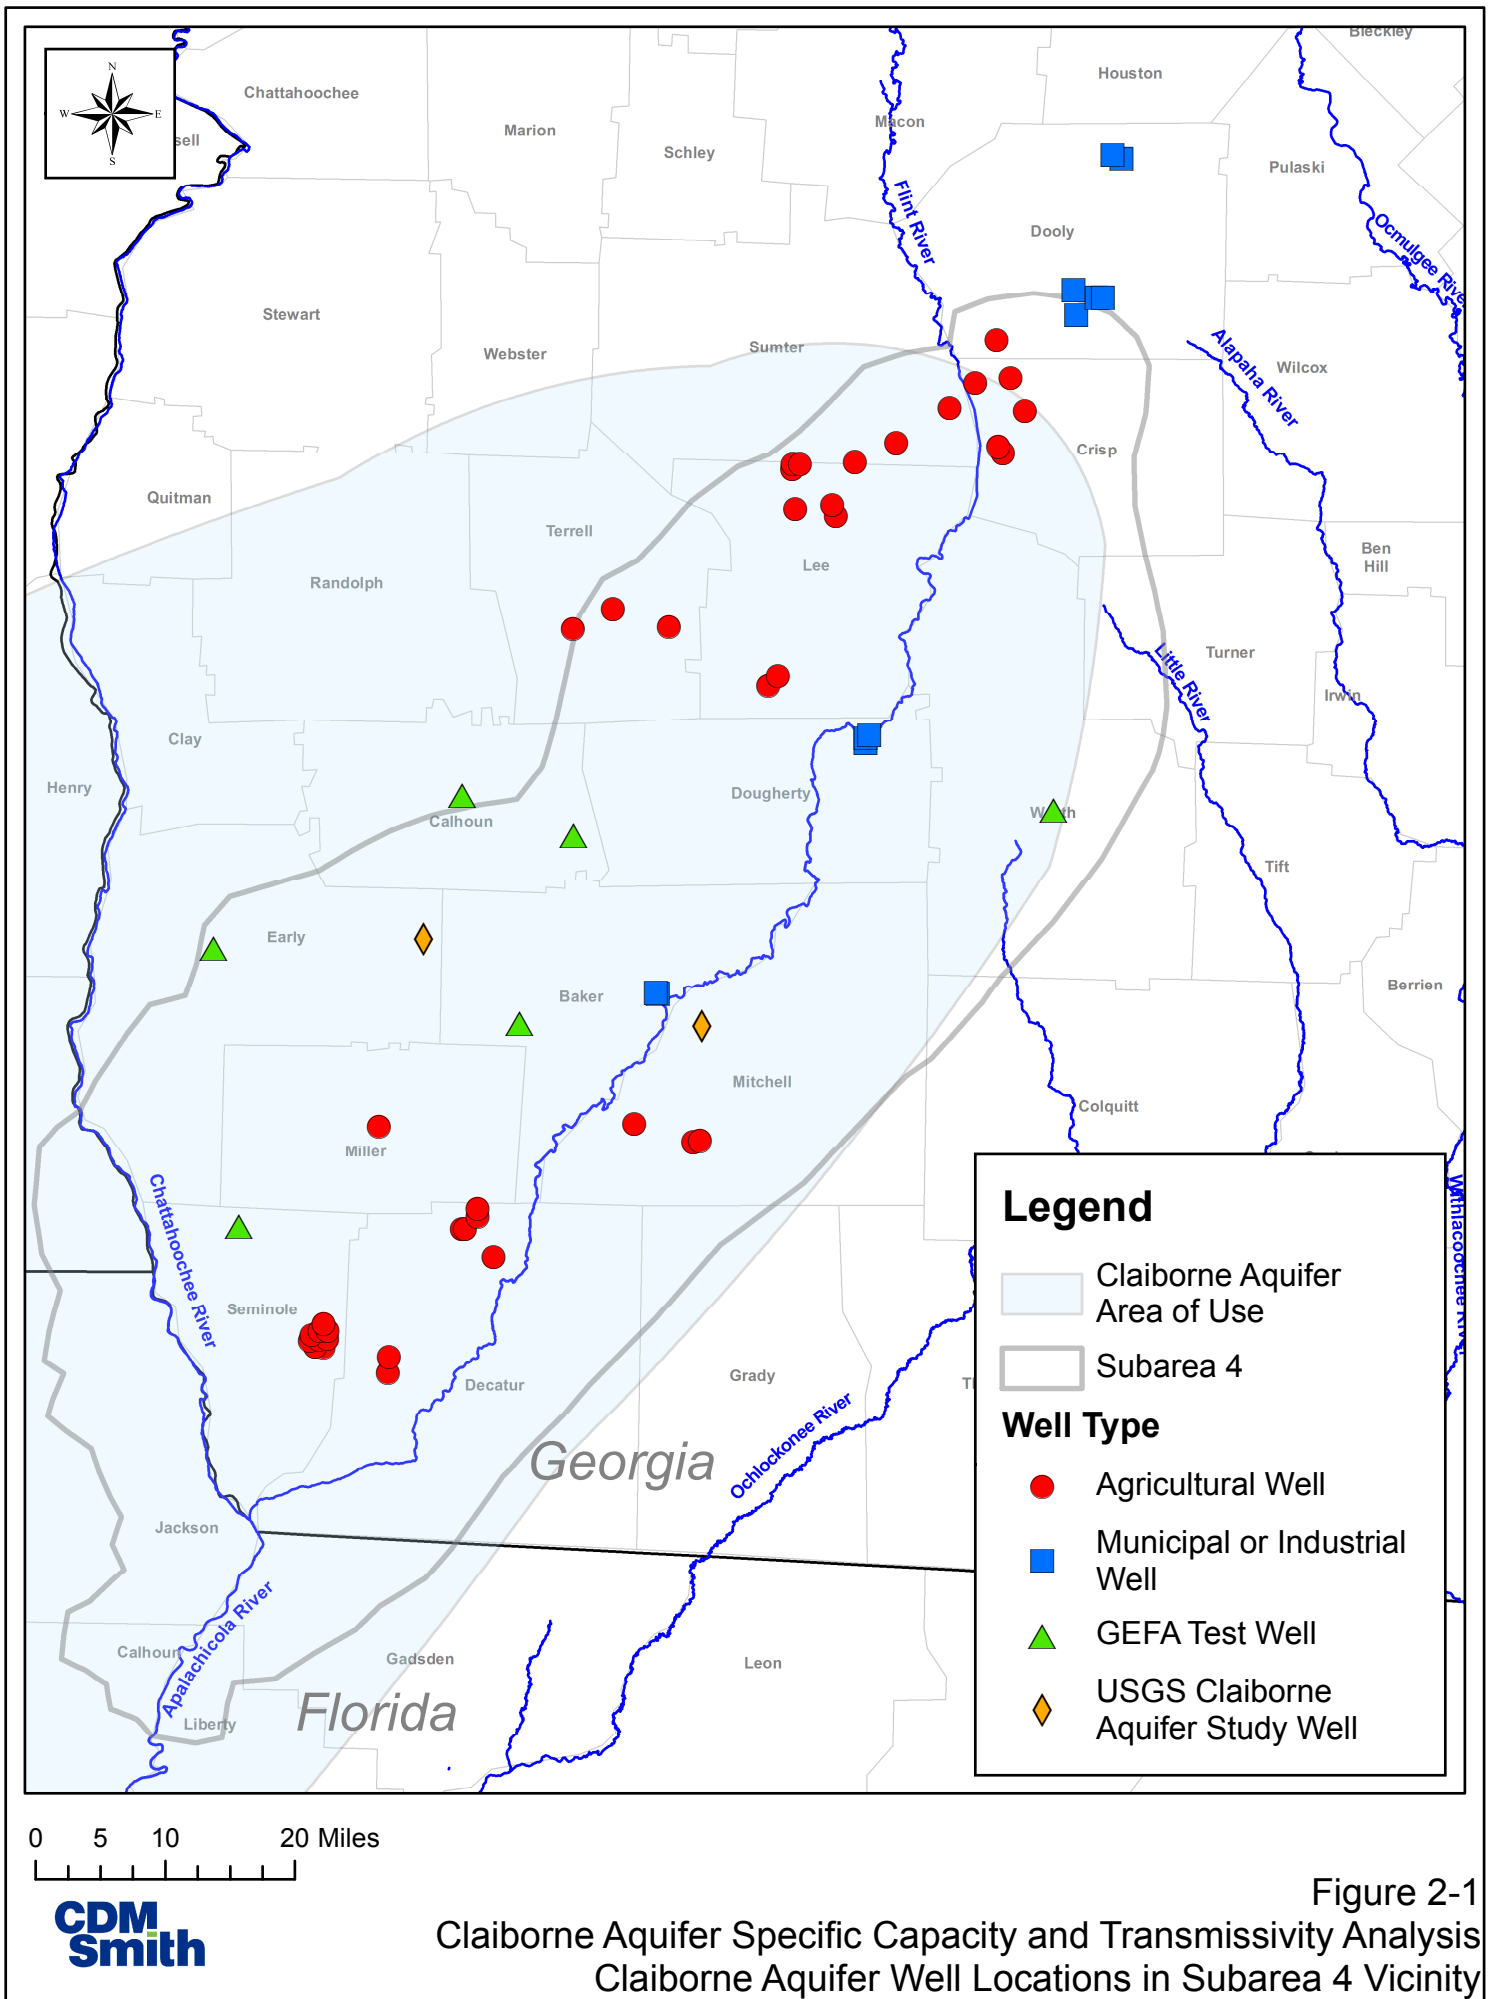 Bleckley
Houston
Chattahoochee
N
W
E
S
sell
Marion
Macon
Schley
Pulaski
Flint River
Dooly
Ocmulgee River
Stewart
Webster
Sumter
Alapaha River
Wilcox
Crisp
Quitman
Terrell
Ben
Hill
Lee
Randolph
Little River
Turner
Irwin
Clay
Henry
Dougherty
Calhoun
Tift
Early
Baker
Berrien
Mitchell
Colquitt
Miller
Chattahoochee River
Withlacoochee River
Seminole
Decatur
Grady
Georgia
Ochlockonee River
Jackson
Apalachicola River
Calhoun
Gadsden
Leon
Liberty
Florida
Legend
Claiborne Aquifer
Area of Use
Subarea 4
Well Type
Agricultural Well
Municipal or Industrial
Well
GEFA Test Well
USGS Claiborne
Aquifer Study Well
0 5 10 20 Miles
CDM
Smith
Figure 2-1
Claiborne Aquifer Specific Capacity and Transmissivity Analysis
Claiborne Aquifer Well Locations in Subarea 4 Vicinity